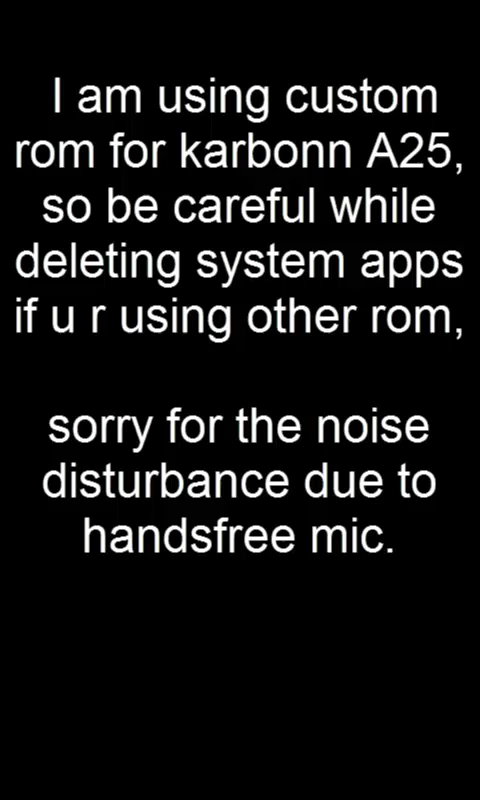 I am using custom
rom for karbonn A25,
so be careful while
deleting system apps
if u r using other rom,
sorry for the noise
disturbance due to
handsfree mic.